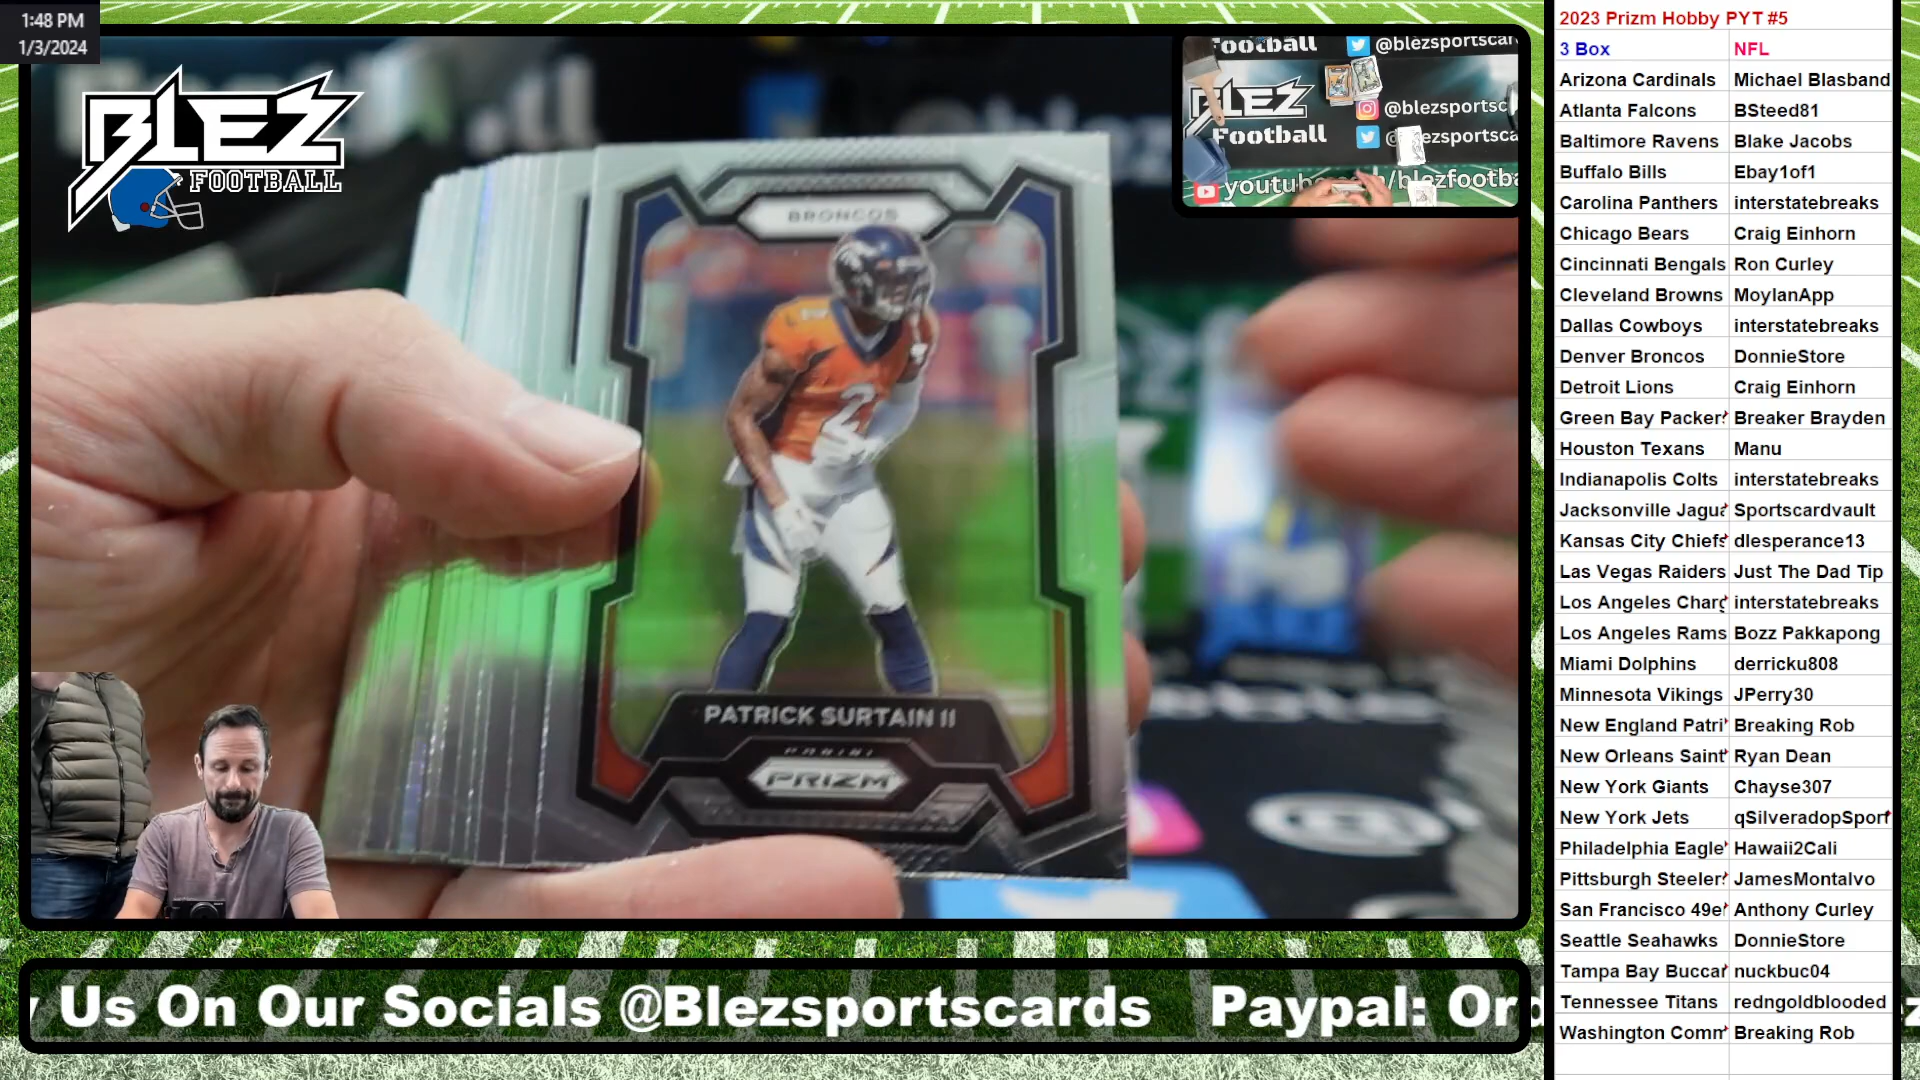 1:48 PM
1/3/2024
BLEZ
FOOTBALL
BRONCOS
2
PATRICK SURTAIN II
PANINI
PRIZM
Football @blezsportscar
BLEZ @blezsportsc
Football
youtube /blezfootba
Us On Our Socials @Blezsportscards Paypal: Ord
2023 Prizm Hobby PYT #5
3 Box NFL
Arizona Cardinals Michael Blasband
Atlanta Falcons BSteed81
Baltimore Ravens Blake Jacobs
Buffalo Bills Ebay1of1
Carolina Panthers interstatebreaks
Chicago Bears Craig Einhorn
Cincinnati Bengals Ron Curley
Cleveland Browns MoylanApp
Dallas Cowboys interstatebreaks
Denver Broncos DonnieStore
Detroit Lions Craig Einhorn
Green Bay Packer Breaker Brayden
Houston Texans Manu
Indianapolis Colts interstatebreaks
Jacksonville Jagua Sportscardvault
Kansas City Chiefs dlesperance13
Las Vegas Raiders Just The Dad Tip
Los Angeles Charg interstatebreaks
Los Angeles Rams Bozz Pakkapong
Miami Dolphins derricku808
Minnesota Vikings JPerry30
New England Patri Breaking Rob
New Orleans Saint Ryan Dean
New York Giants Chayse307
New York Jets qSilveradopSport
Philadelphia Eagle Hawaii2Cali
Pittsburgh Steeler JamesMontalvo
San Francisco 49e Anthony Curley
Seattle Seahawks DonnieStore
Tampa Bay Buccar nuckbuc04
Tennessee Titans redngoldblooded
Washington Comm Breaking Rob